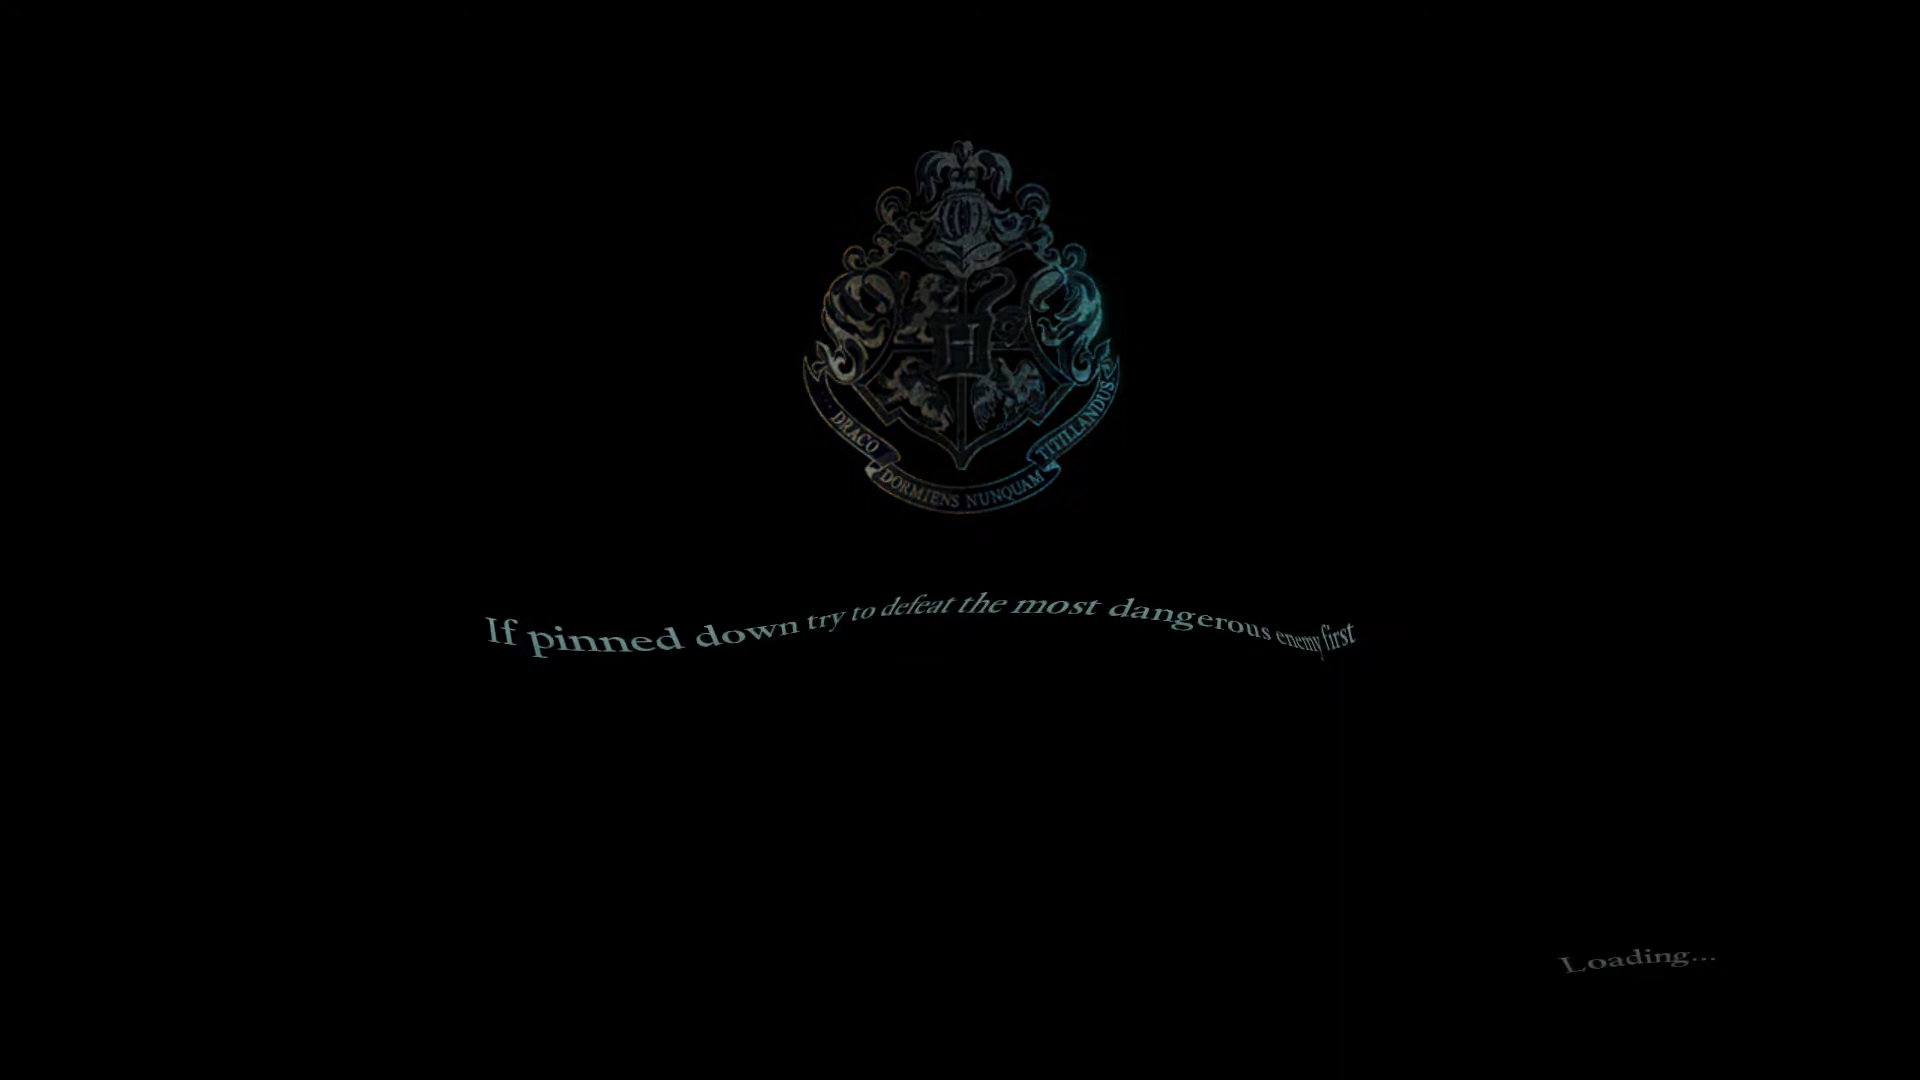 H
DRACO
DORMIENS NUNQUAM
TITILLANDUS
If pinned down try to defeat the most dangerous enemy first
Loading...